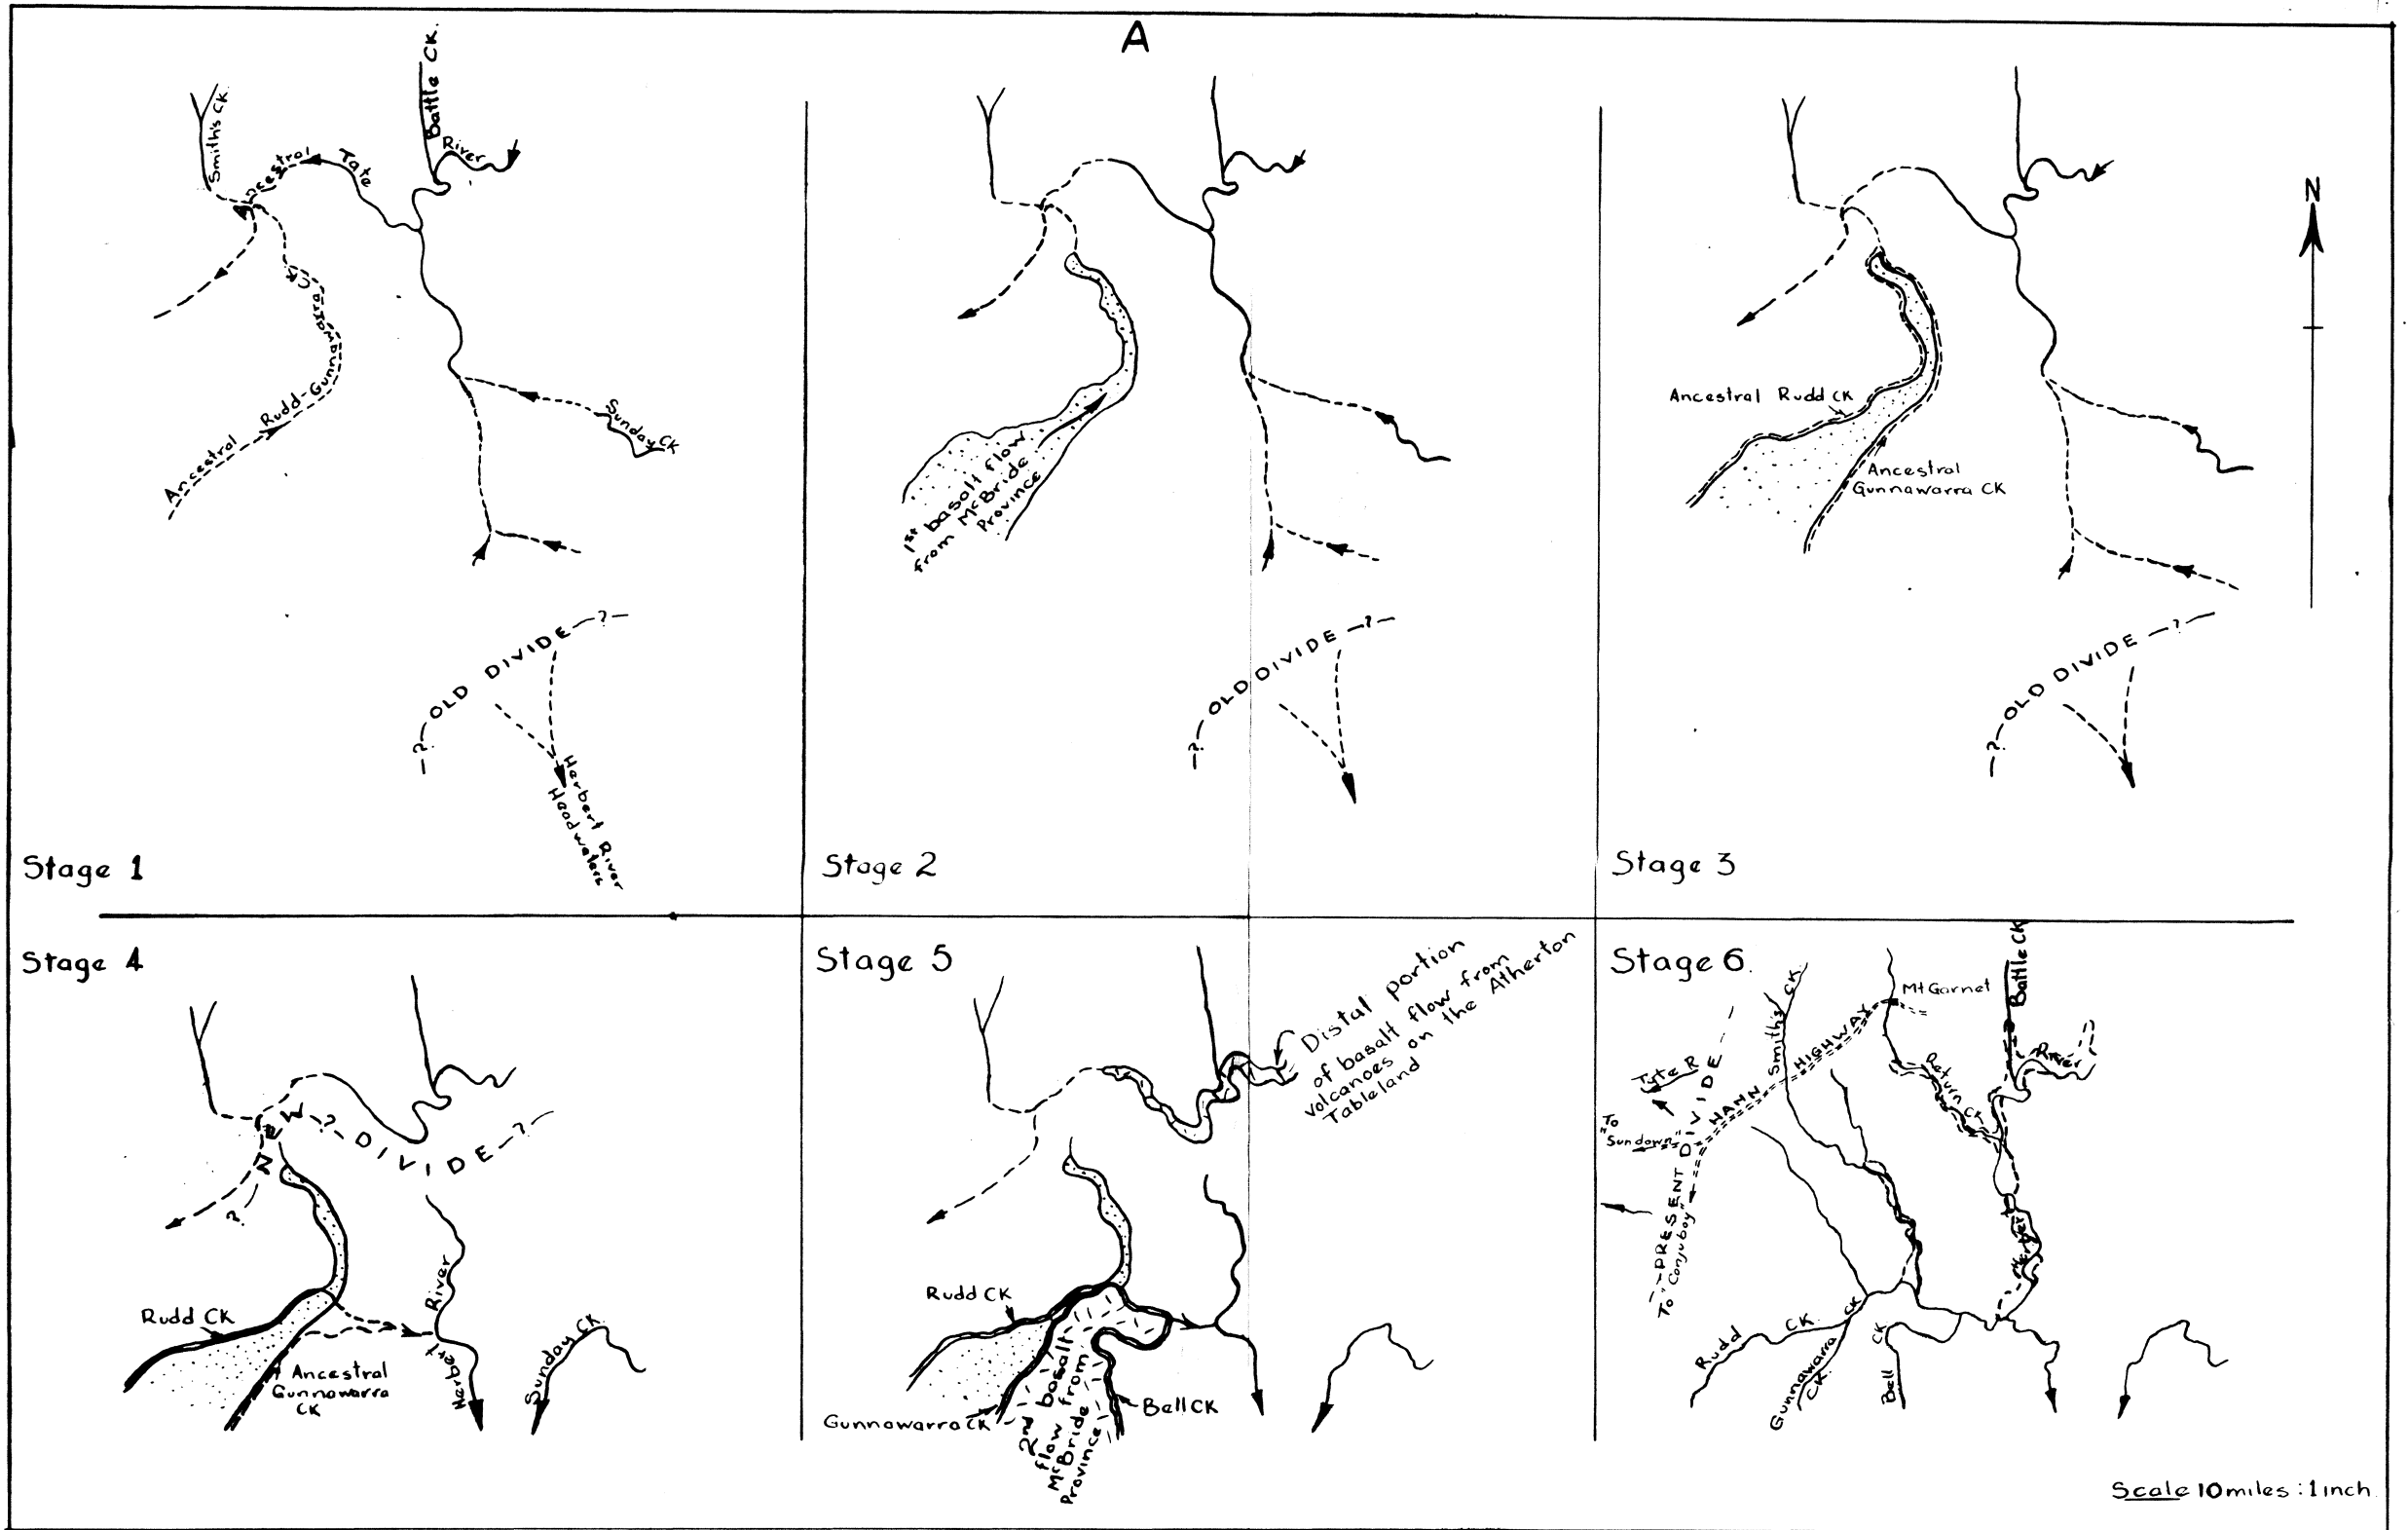 A
Smith's CK.
Battle CK.
River
Ancestral Tate
Ancestral Rudd-Gunnawarra
Sunday CK
—?— OLD DIVIDE —?—
Herbert River
Headwaters
Stage 1
1st basalt flow
from McBride
Province
—?— OLD DIVIDE —?—
Stage 2
N
Ancestral Rudd CK
Ancestral
Gunnawarra CK
—?— OLD DIVIDE —?—
Stage 3
Stage 4
? NEW ? DIVIDE — ? —
Rudd CK
Ancestral
Gunnawarra
CK
Herbert River
Sunday CK.
Stage 5
Distal portion
of basalt flow from
volcanoes on the Atherton
Tableland
Rudd CK
Gunnawarra CK
2nd basalt
flow from
McBride
Province
Bell CK
Stage 6.
Smith's CK.
Mt Garnet
Battle CK
River
Return CK
HANN HIGHWAY
Tate R
To
"Sundown"
PRESENT DIVIDE
To "Conjuboy"
Rudd CK
Gunnawarra
CK.
CK
Bell CK
Scale 10 miles : 1 inch